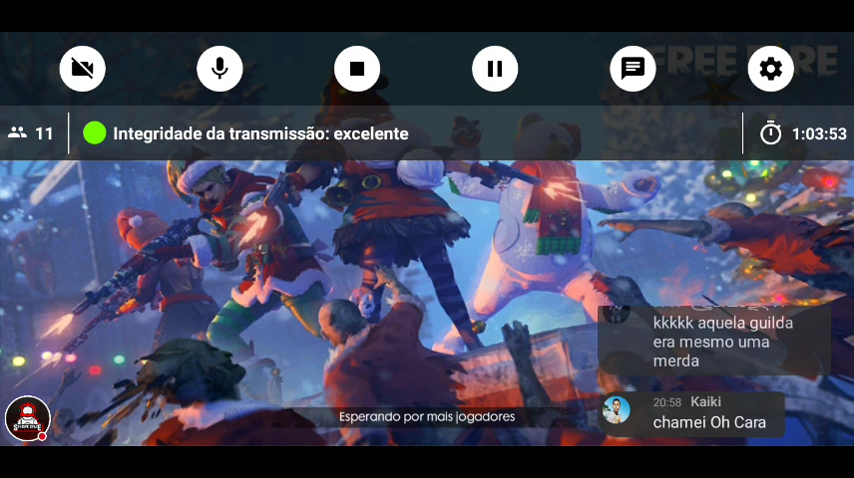 FREE FIRE
11
Integridade da transmissão: excelente
1:03:53
kkkkk aquela guilda
era mesmo uma
merda
20:58 Kaiki
chamei Oh Cara
Esperando por mais jogadores